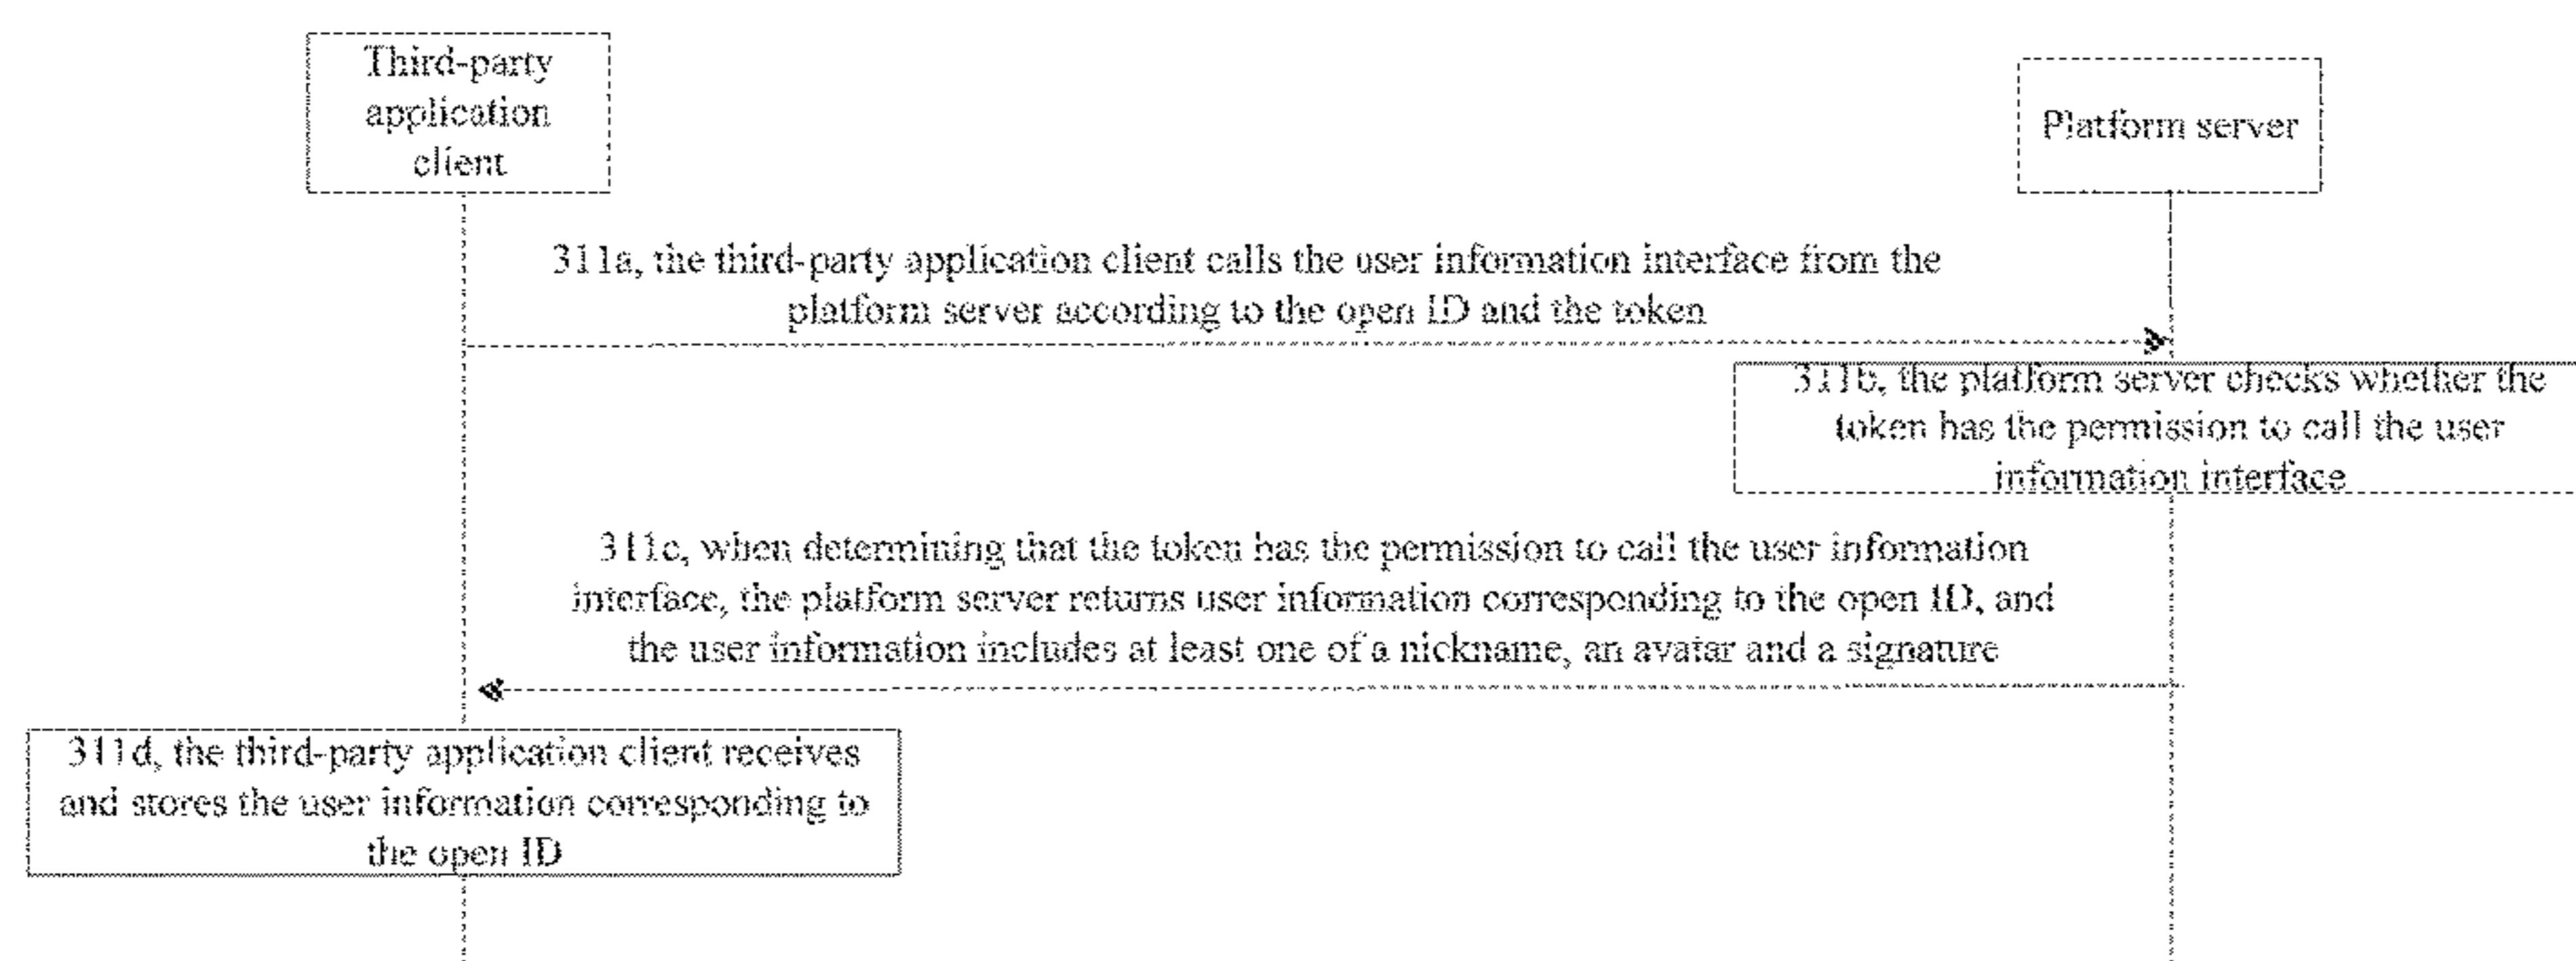 Third-party
application
client
Platform server
311a, the third-party application client calls the user information interface from the
platform server according to the open ID and the token
311b, the platform server checks whether the
token has the permission to call the user
information interface
311c, when determining that the token has the permission to call the user information
interface, the platform server returns user information corresponding to the open ID, and
the user information includes at least one of a nickname, an avatar and a signature
311d, the third-party application client receives
and stores the user information corresponding to
the open ID